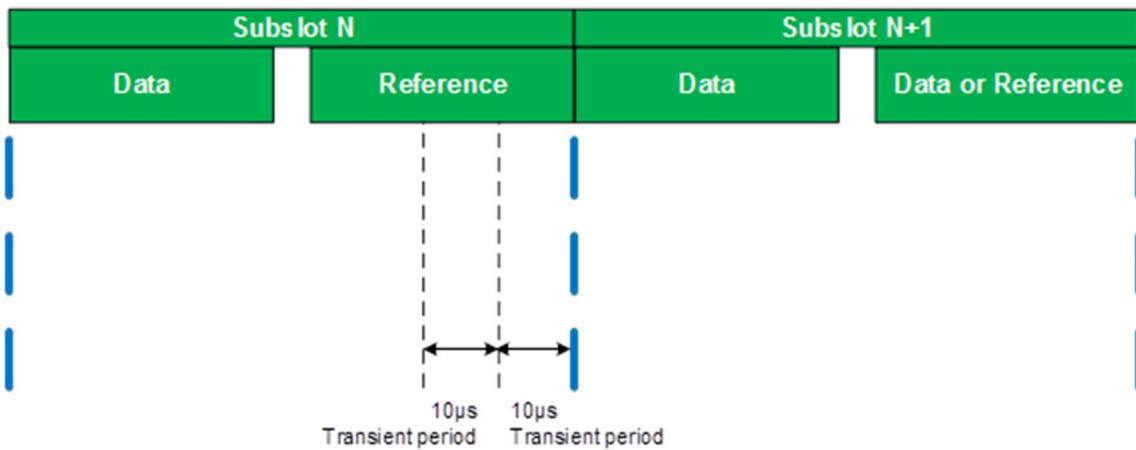 Subslot N
Subslot N+1
Data
Reference
Data
Data or Reference
10µs
Transient period
10µs
Transient period